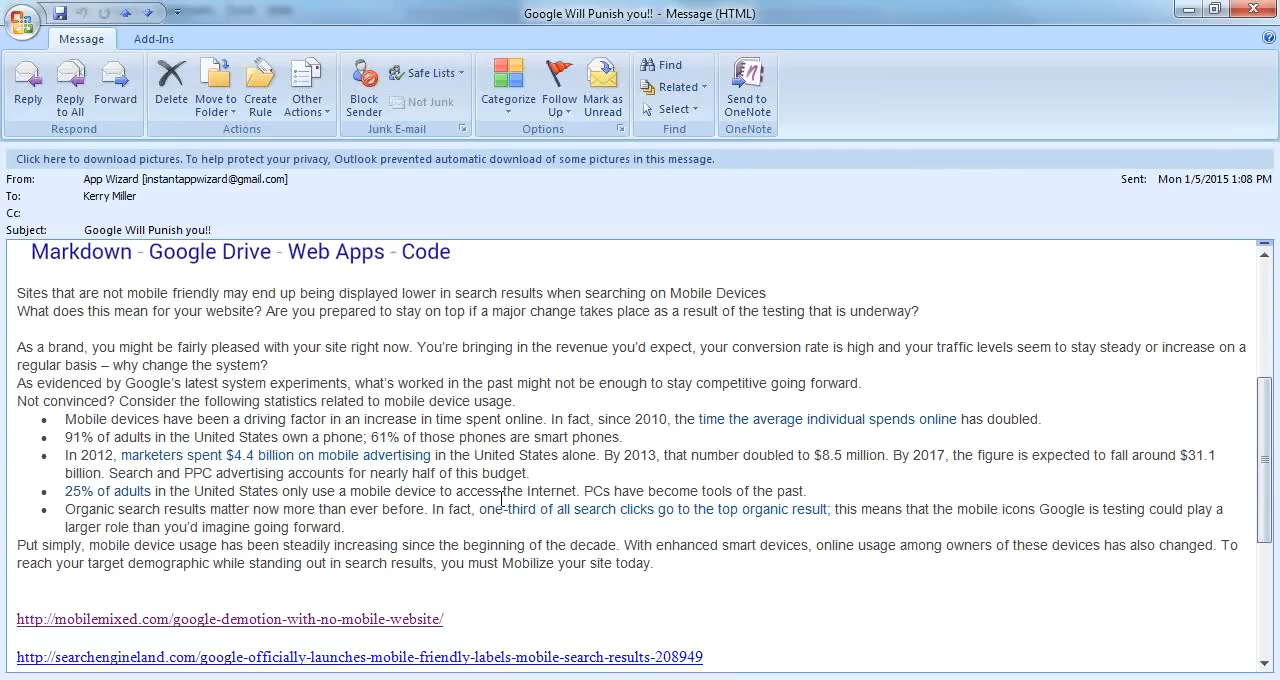 Google Will Punish you!! - Message (HTML)
Message Add-Ins
Reply Reply to All Forward
Respond
Delete Move to Folder Create Rule Other Actions
Actions
Block Sender Safe Lists Not Junk
Junk E-mail
Categorize Follow Up Mark as Unread
Options
Find Related Select
Find
Send to OneNote
OneNote
Click here to download pictures. To help protect your privacy, Outlook prevented automatic download of some pictures in this message.
From: App Wizard [instantappwizard@gmail.com] Sent: Mon 1/5/2015 1:08 PM
To: Kerry Miller
Cc:
Subject: Google Will Punish you!!
Markdown - Google Drive - Web Apps - Code
Sites that are not mobile friendly may end up being displayed lower in search results when searching on Mobile Devices
What does this mean for your website? Are you prepared to stay on top if a major change takes place as a result of the testing that is underway?
As a brand, you might be fairly pleased with your site right now. You're bringing in the revenue you'd expect, your conversion rate is high and your traffic levels seem to stay steady or increase on a
regular basis – why change the system?
As evidenced by Google's latest system experiments, what's worked in the past might not be enough to stay competitive going forward.
Not convinced? Consider the following statistics related to mobile device usage.
• Mobile devices have been a driving factor in an increase in time spent online. In fact, since 2010, the time the average individual spends online has doubled.
• 91% of adults in the United States own a phone; 61% of those phones are smart phones.
• In 2012, marketers spent $4.4 billion on mobile advertising in the United States alone. By 2013, that number doubled to $8.5 million. By 2017, the figure is expected to fall around $31.1
billion. Search and PPC advertising accounts for nearly half of this budget.
• 25% of adults in the United States only use a mobile device to access the Internet. PCs have become tools of the past.
• Organic search results matter now more than ever before. In fact, one-third of all search clicks go to the top organic result; this means that the mobile icons Google is testing could play a
larger role than you'd imagine going forward.
Put simply, mobile device usage has been steadily increasing since the beginning of the decade. With enhanced smart devices, online usage among owners of these devices has also changed. To
reach your target demographic while standing out in search results, you must Mobilize your site today.
http://mobilemixed.com/google-demotion-with-no-mobile-website/
http://searchengineland.com/google-officially-launches-mobile-friendly-labels-mobile-search-results-208949